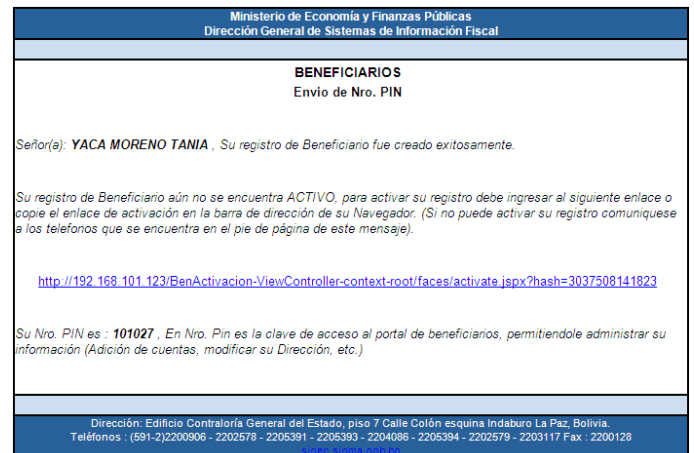 Ministerio de Economía y Finanzas Públicas
Dirección General de Sistemas de Información Fiscal
BENEFICIARIOS
Envio de Nro. PIN
Señor(a): YACA MORENO TANIA , Su registro de Beneficiario fue creado exitosamente.
Su registro de Beneficiario aún no se encuentra ACTIVO, para activar su registro debe ingresar al siguiente enlace o
copie el enlace de activación en la barra de dirección de su Navegador. (Si no puede activar su registro comuniquese
a los telefonos que se encuentra en el pie de página de este mensaje).
http://192.168.101.123/BenActivacion-ViewController-context-root/faces/activate.jspx?hash=3037508141823
Su Nro. PIN es : 101027 , En Nro. Pin es la clave de acceso al portal de beneficiarios, permitiendole administrar su
información (Adición de cuentas, modificar su Dirección, etc.)
Dirección: Edificio Contraloría General del Estado, piso 7 Calle Colón esquina Indaburo La Paz, Bolivia.
Teléfonos : (591-2)2200906 - 2202578 - 2205391 - 2205393 - 2204086 - 2205394 - 2202579 - 2203117 Fax : 2200128
sigep.sigma.gob.bo